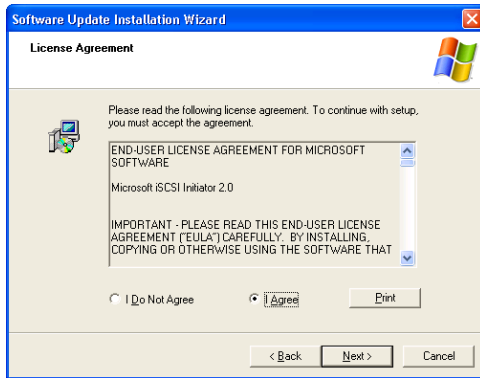 Software Update Installation Wizard
License Agreement
Please read the following license agreement. To continue with setup,
you must accept the agreement.
END-USER LICENSE AGREEMENT FOR MICROSOFT
SOFTWARE
Microsoft iSCSI Initiator 2.0
IMPORTANT - PLEASE READ THIS END-USER LICENSE
AGREEMENT ("EULA") CAREFULLY. BY INSTALLING,
COPYING OR OTHERWISE USING THE SOFTWARE THAT
I Do Not Agree
I Agree
Print
< Back
Next >
Cancel